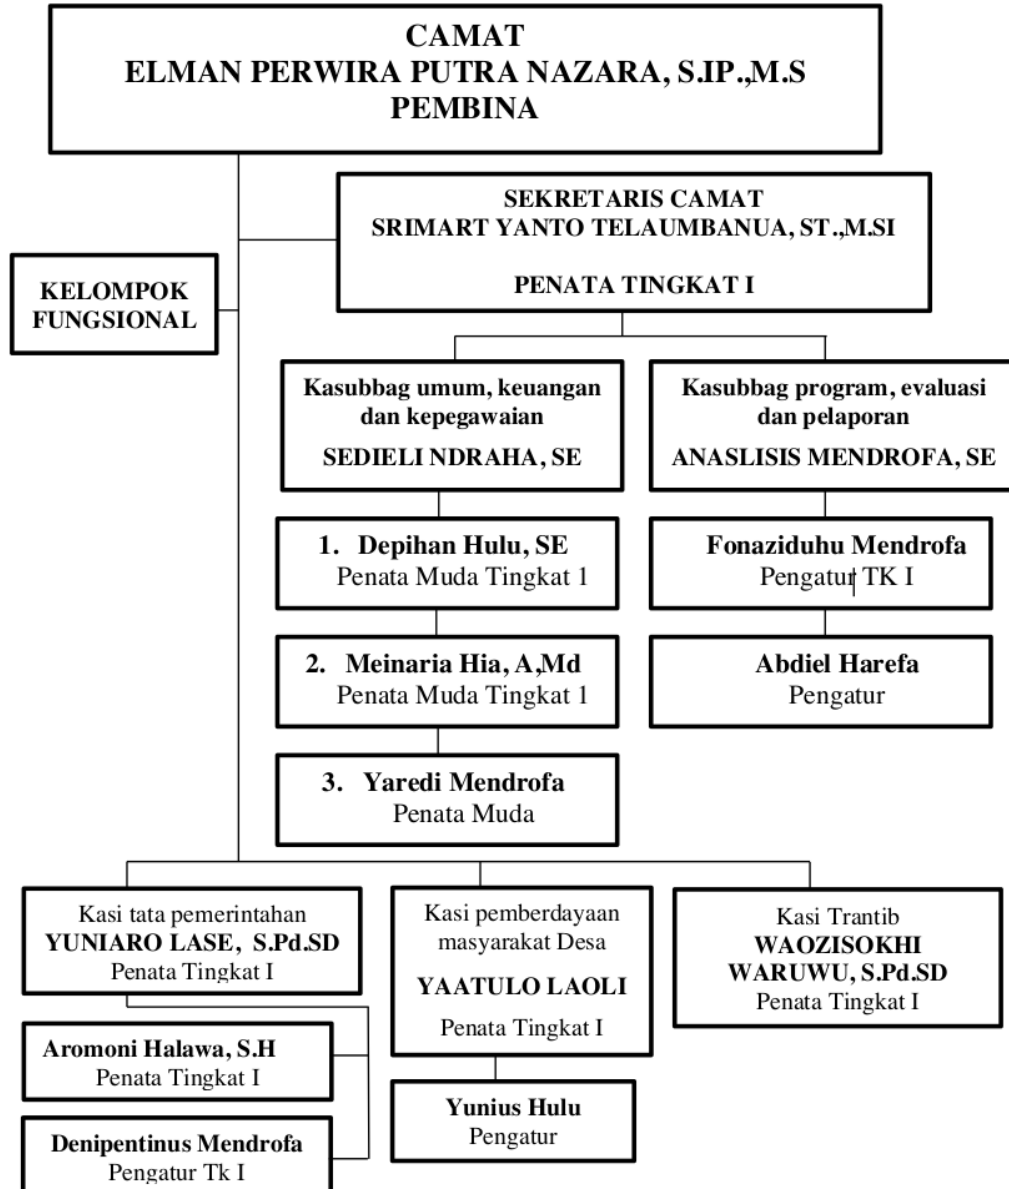 CAMAT
ELMAN PERWIRA PUTRA NAZARA, S.IP.,M.S
PEMBINA
SEKRETARIS CAMAT
SRIMART YANTO TELAUMBANUA, ST.,M.SI
PENATA TINGKAT I
KELOMPOK
FUNGSIONAL
Kasubbag umum, keuangan
dan kepegawaian
SEDIELI NDRAHA, SE
Kasubbag program, evaluasi
dan pelaporan
ANASLISIS MENDROFA, SE
1. Depihan Hulu, SE
Penata Muda Tingkat 1
Fonaziduhu Mendrofa
Pengatur TK I
2. Meinaria Hia, A,Md
Penata Muda Tingkat 1
Abdiel Harefa
Pengatur
3. Yaredi Mendrofa
Penata Muda
Kasi tata pemerintahan
YUNIARO LASE, S.Pd.SD
Penata Tingkat I
Kasi pemberdayaan
masyarakat Desa
YAATULO LAOLI
Penata Tingkat I
Kasi Trantib
WAOZISOKHI
WARUWU, S.Pd.SD
Penata Tingkat I
Aromoni Halawa, S.H
Penata Tingkat I
Yunius Hulu
Pengatur
Denipentinus Mendrofa
Pengatur Tk I